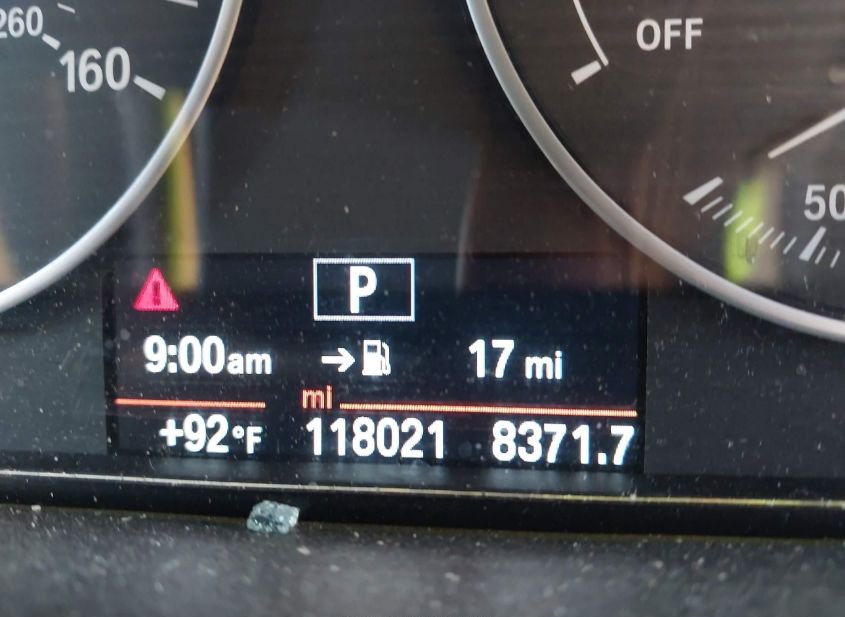 260
160
OFF
50
P
9:00am → 17 mi
mi
+92°F 118021 8371.7